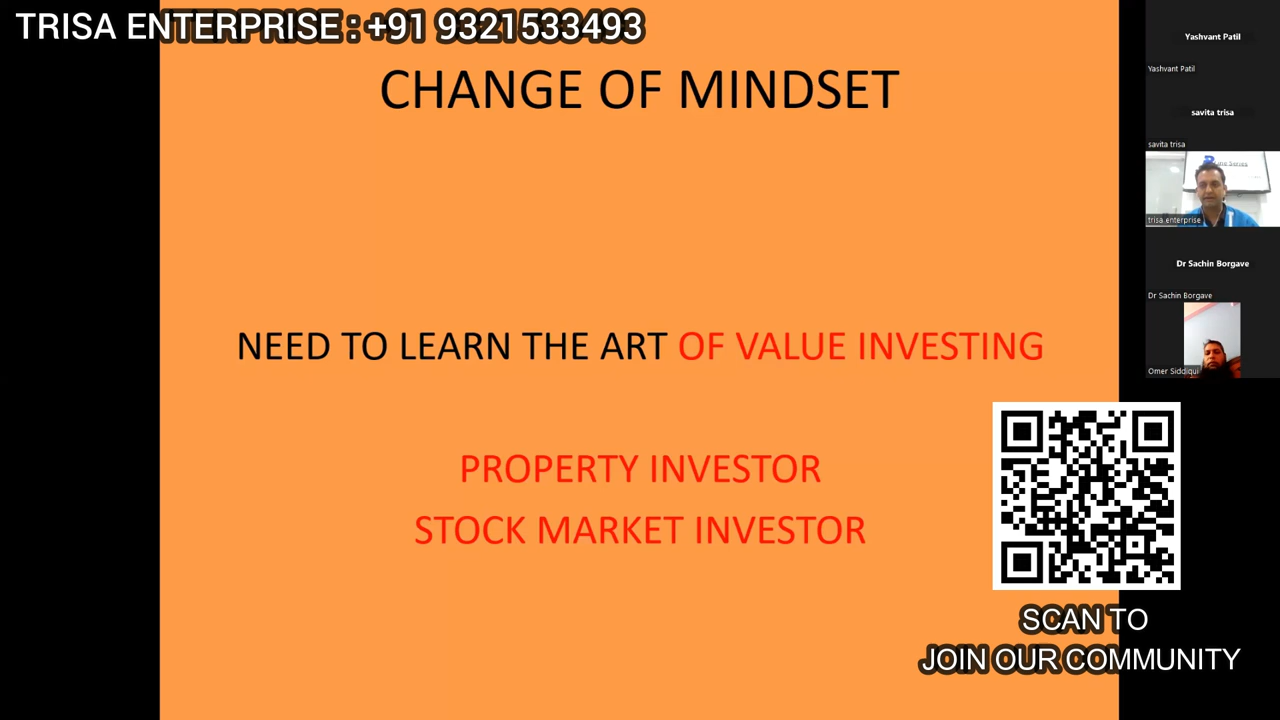 TRISA ENTERPRISE : +91 9321533493
CHANGE OF MINDSET
NEED TO LEARN THE ART OF VALUE INVESTING
PROPERTY INVESTOR
STOCK MARKET INVESTOR
Yashvant Patil
Yashvant Patil
savita trisa
savita trisa
trisa.enterprise
Dr Sachin Borgave
Dr Sachin Borgave
Omer Siddiqui
SCAN TO
JOIN OUR COMMUNITY